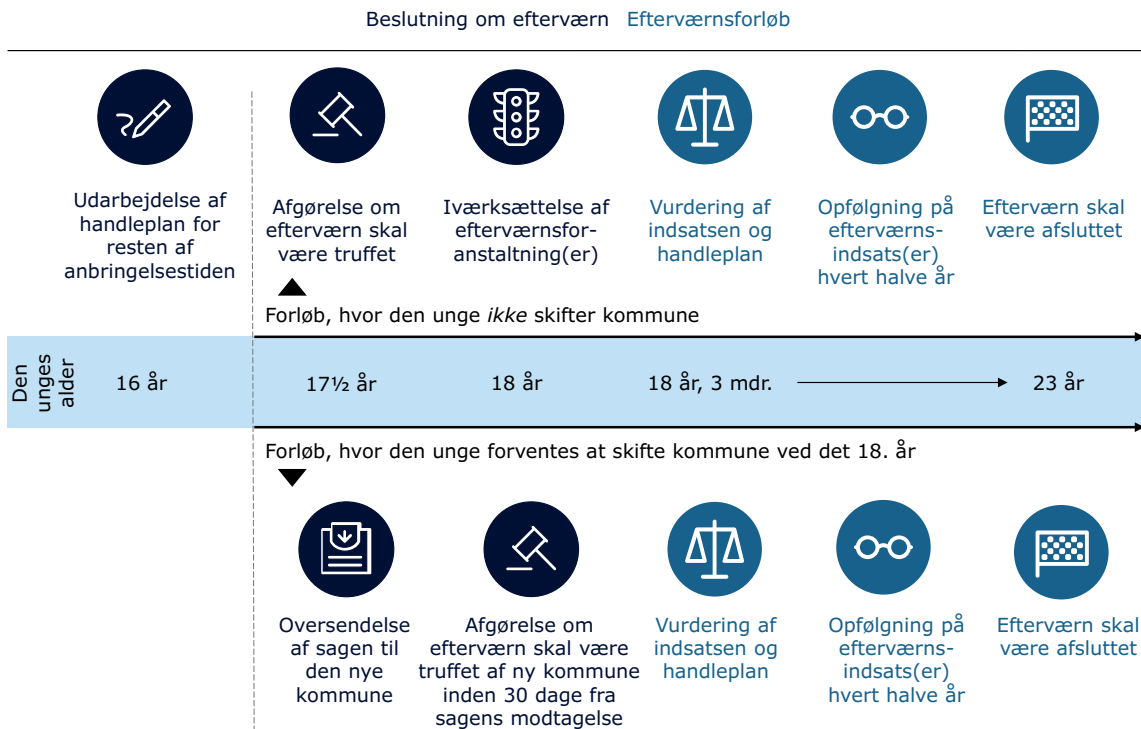 Beslutning om efterværn Efterværnsforløb
Udarbejdelse af
handleplan for
resten af
anbringelsestiden
Afgørelse om
efterværn skal
være truffet
Iværksættelse af
efterværnsfor-
anstaltning(er)
Vurdering af
indsatsen og
handleplan
Opfølgning på
efterværns-
indsats(er)
hvert halve år
Efterværn skal
være afsluttet
Forløb, hvor den unge ikke skifter kommune
Den
unges
alder
16 år
17½ år
18 år
18 år, 3 mdr.
23 år
Forløb, hvor den unge forventes at skifte kommune ved det 18. år
Oversendelse
af sagen til
den nye
kommune
Afgørelse om
efterværn skal være
truffet af ny kommune
inden 30 dage fra
sagens modtagelse
Vurdering af
indsatsen og
handleplan
Opfølgning på
efterværns-
indsats(er)
hvert halve år
Efterværn skal
være afsluttet